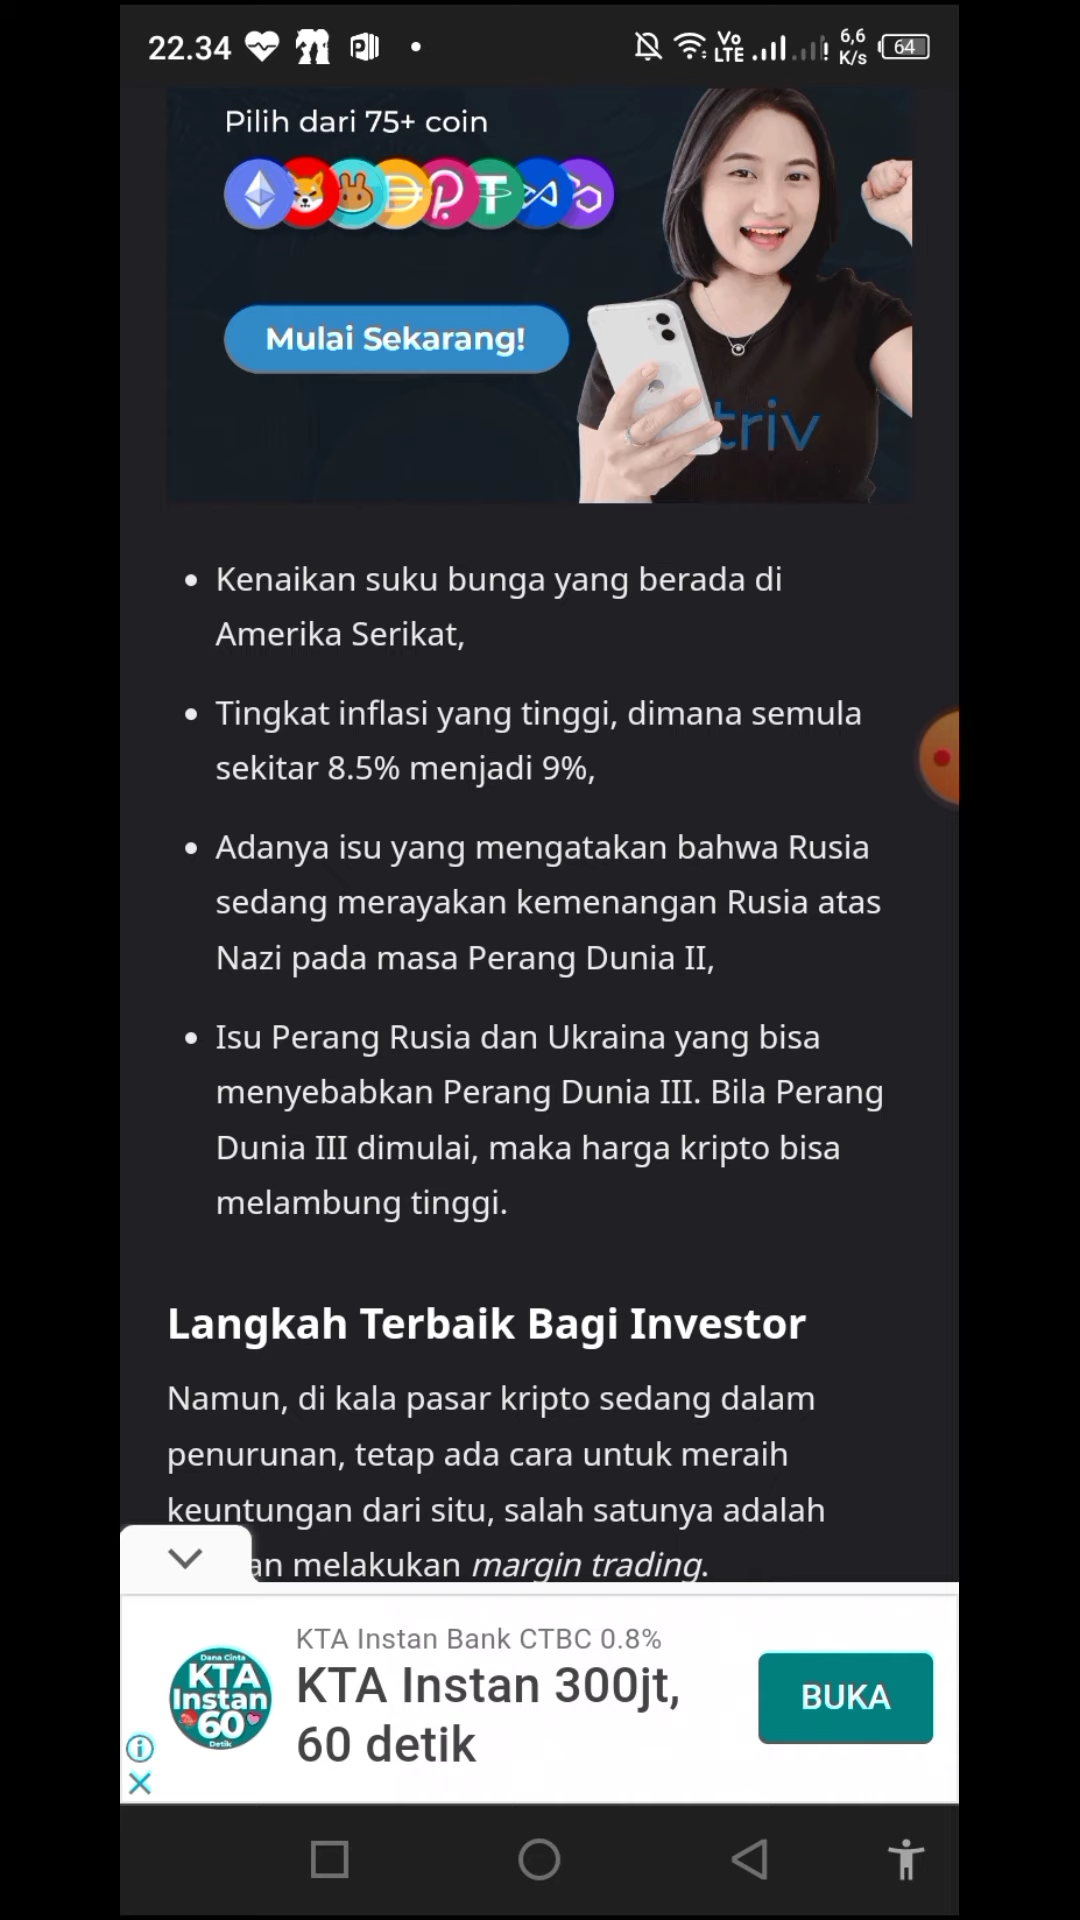 22.34
Vo
LTE
6,6
K/s
64
Pilih dari 75+ coin
Mulai Sekarang!
triv
Kenaikan suku bunga yang berada di
Amerika Serikat,
Tingkat inflasi yang tinggi, dimana semula
sekitar 8.5% menjadi 9%,
Adanya isu yang mengatakan bahwa Rusia
sedang merayakan kemenangan Rusia atas
Nazi pada masa Perang Dunia II,
Isu Perang Rusia dan Ukraina yang bisa
menyebabkan Perang Dunia III. Bila Perang
Dunia III dimulai, maka harga kripto bisa
melambung tinggi.
Langkah Terbaik Bagi Investor
Namun, di kala pasar kripto sedang dalam
penurunan, tetap ada cara untuk meraih
keuntungan dari situ, salah satunya adalah
an melakukan margin trading.
Dana Cinta
KTA
Instan
60
Detik
KTA Instan Bank CTBC 0.8%
KTA Instan 300jt,
60 detik
BUKA